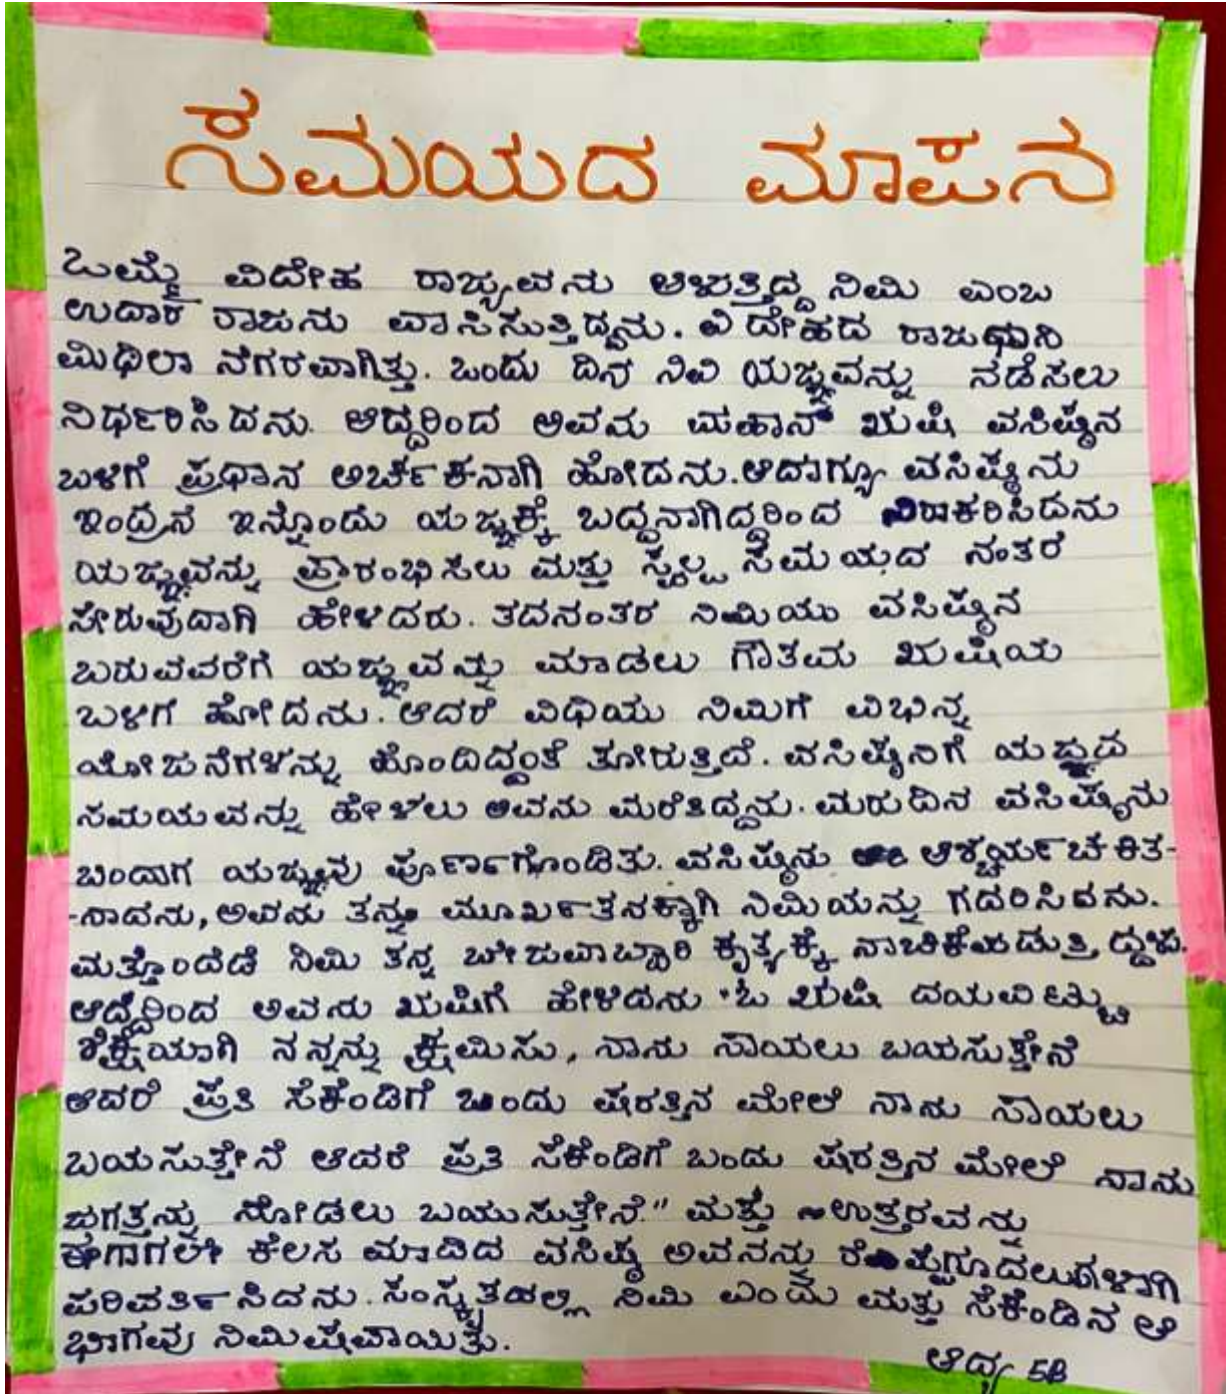 ಸಮಯದ ಮಾಪನ
ಒಮ್ಮೆ ವಿದೇಹ ರಾಜ್ಯವನು ಆಳುತ್ತಿದ್ದ ನಿಮಿ ಎಂಬ
ಉದಾರ ರಾಜನು ವಾಸಿಸುತ್ತಿದ್ದನು. ವಿದೇಹದ ರಾಜಧಾನಿ
ಮಿಥಿಲಾ ನಗರವಾಗಿತ್ತು. ಒಂದು ದಿನ ನಿಮಿ ಯಜ್ಞವನ್ನು ನಡೆಸಲು
ನಿರ್ಧರಿಸಿದನು. ಆದ್ದರಿಂದ ಅವನು ಮಹಾನ್ ಋಷಿ ವಸಿಷ್ಠನ
ಬಳಗೆ ಪ್ರಧಾನ ಅರ್ಚಕನಾಗಿ ಹೋದನು. ಆದಾಗ್ಯೂ ವಸಿಷ್ಠನು
ಇಂದ್ರನ ಇನ್ನೊಂದು ಯಜ್ಞಕ್ಕೆ ಬದ್ದನಾಗಿದ್ದರಿಂದ ನಿರಾಕರಿಸಿದನು
ಯಜ್ಞವನ್ನು ಪ್ರಾರಂಭಿಸಲು ಮತ್ತು ಸ್ವಲ್ಪ ಸಮಯದ ನಂತರ
ಸೇರುವುದಾಗಿ ಹೇಳಿದರು. ತದನಂತರ ನಿಮಿಯು ವಸಿಷ್ಠನ
ಬರುವವರೆಗೆ ಯಜ್ಞವನ್ನು ಮಾಡಲು ಗೌತಮ ಋಷಿಯ
ಬಳಗೆ ಹೋದನು. ಆದರೆ ವಿಧಿಯು ನಿಮಿಗೆ ವಿಭಿನ್ನ
ಯೋಜನೆಗಳನ್ನು ಹೊಂದಿದ್ದಂತೆ ತೋರುತ್ತಿದೆ. ವಸಿಷ್ಠನಿಗೆ ಯಜ್ಞದ
ಸಮಯವನ್ನು ಹೇಳಲು ಅವನು ಮರೆತಿದ್ದನು. ಮರುದಿನ ವಸಿಷ್ಠನು
ಬಂದಾಗ ಯಜ್ಞವು ಪೂರ್ಣಗೊಂಡಿತು. ವಸಿಷ್ಠನು ಆಶ್ಚರ್ಯಚಕಿತ-
-ನಾದನು, ಅವನು ತನ್ನ ಮೂರ್ಖತನಕ್ಕಾಗಿ ನಿಮಿಯನ್ನು ಗದರಿಸಿದನು.
ಮತ್ತೊಂದೆಡೆ ನಿಮಿ ತನ್ನ ಬೇಜವಾಬ್ದಾರಿ ಕೃತ್ಯಕ್ಕೆ ನಾಚಿಕೆಪಡುತ್ತಿ
ಆದ್ದರಿಂದ ಅವನು ಋಷಿಗೆ ಹೇಳಿದನು "ಓ ಋಷಿ ದಯವಿಟ್ಟು
ನನ್ನನ್ನು ಕ್ಷಮಿಸು, ನಾನು ಸಾಯಲು ಬಯಸುತ್ತೇನೆ
ಆದರೆ ಪ್ರತಿ ಸೆಕೆಂಡಿಗೆ ಒಂದು ಷರತ್ತಿನ ಮೇಲೆ ನಾನು ಸಾಯಲು
ಬಯಸುತ್ತೇನೆ ಆದರೆ ಪ್ರತಿ ಸೆಕೆಂಡಿಗೆ ಒಂದು ಷರತ್ತಿನ ಮೇಲೆ ನಾನು
ಜಗತ್ತನ್ನು ನೋಡಲು ಬಯಸುತ್ತೇನೆ." ಮತ್ತು ಉತ್ತರವನ್ನು
ಈಗಾಗಲೇ ಕೆಲಸ ಮಾಡಿದ ವಸಿಷ್ಠ ಅವನನ್ನು
ಪರಿವರ್ತಿಸಿದನು. ಸಂಸ್ಕೃತದಲ್ಲಿ ನಿಮಿ ಎಂದು ಮತ್ತು ಸೆಕೆಂಡಿನ ಆ
ಭಾಗವು ನಿಮಿಷವಾಯಿತು.
ಆಧ್ಯ 5B